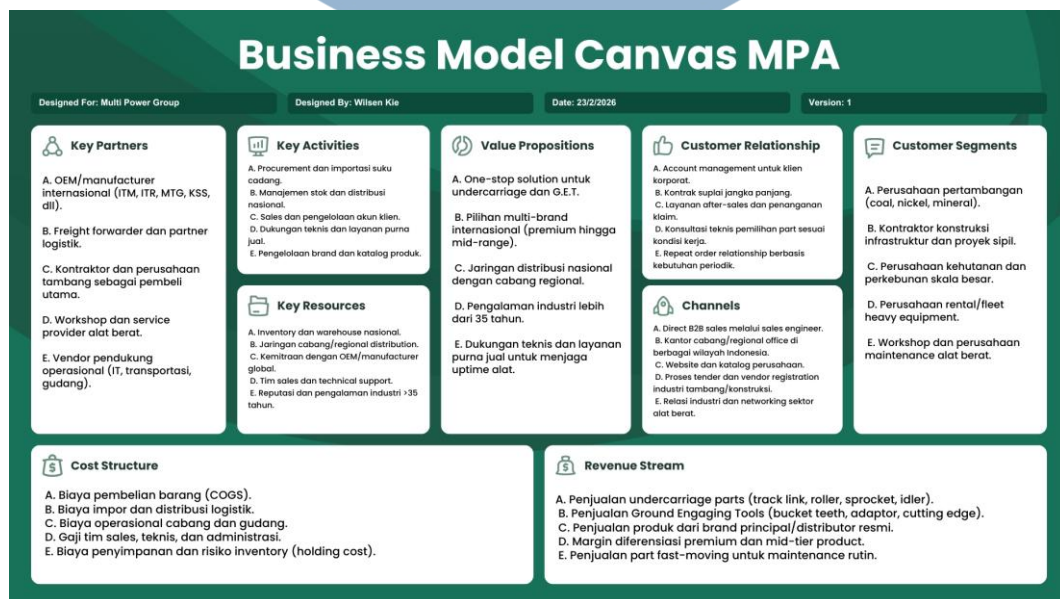 Business Model Canvas MPA
Designed For: Multi Power Group
Designed By: Wilsen Kie
Date: 23/2/2026
Version: 1
Key Partners
A. OEM/manufacturer
internasional (ITM, ITR, MTG, KSS,
dll).
B. Freight forwarder dan partner
logistik.
C. Kontraktor dan perusahaan
tambang sebagai pembeli
utama.
D. Workshop dan service
provider alat berat.
E. Vendor pendukung
operasional (IT, transportasi,
gudang).
Key Activities
A. Procurement dan importasi suku
cadang.
B. Manajemen stok dan distribusi
nasional.
C. Sales dan pengelolaan akun klien.
D. Dukungan teknis dan layanan purna
jual.
E. Pengelolaan brand dan katalog produk.
Key Resources
A. Inventory dan warehouse nasional.
B. Jaringan cabang/regional distribution.
C. Kemitraan dengan OEM/manufacturer
global.
D. Tim sales dan technical support.
E. Reputasi dan pengalaman industri >35
tahun.
Value Propositions
A. One-stop solution untuk
undercarriage dan G.E.T.
B. Pilihan multi-brand
internasional (premium hingga
mid-range).
C. Jaringan distribusi nasional
dengan cabang regional.
D. Pengalaman industri lebih
dari 35 tahun.
E. Dukungan teknis dan layanan
purna jual untuk menjaga
uptime alat.
Customer Relationship
A. Account management untuk klien
korporat.
B. Kontrak suplai jangka panjang.
C. Layanan after-sales dan penanganan
klaim.
D. Konsultasi teknis pemilihan part sesuai
kondisi kerja.
E. Repeat order relationship berbasis
kebutuhan periodik.
Channels
A. Direct B2B sales melalui sales engineer.
B. Kantor cabang/regional office di
berbagai wilayah Indonesia.
C. Website dan katalog perusahaan.
D. Proses tender dan vendor registration
industri tambang/konstruksi.
E. Relasi industri dan networking sektor
alat berat.
Customer Segments
A. Perusahaan pertambangan
(coal, nickel, mineral).
B. Kontraktor konstruksi
infrastruktur dan proyek sipil.
C. Perusahaan kehutanan dan
perkebunan skala besar.
D. Perusahaan rental/fleet
heavy equipment.
E. Workshop dan perusahaan
maintenance alat berat.
Cost Structure
A. Biaya pembelian barang (COGS).
B. Biaya impor dan distribusi logistik.
C. Biaya operasional cabang dan gudang.
D. Gaji tim sales, teknis, dan administrasi.
E. Biaya penyimpanan dan risiko inventory (holding cost).
Revenue Stream
A. Penjualan undercarriage parts (track link, roller, sprocket, idler).
B. Penjualan Ground Engaging Tools (bucket teeth, adaptor, cutting edge).
C. Penjualan produk dari brand principal/distributor resmi.
D. Margin diferensiasi premium dan mid-tier product.
E. Penjualan part fast-moving untuk maintenance rutin.